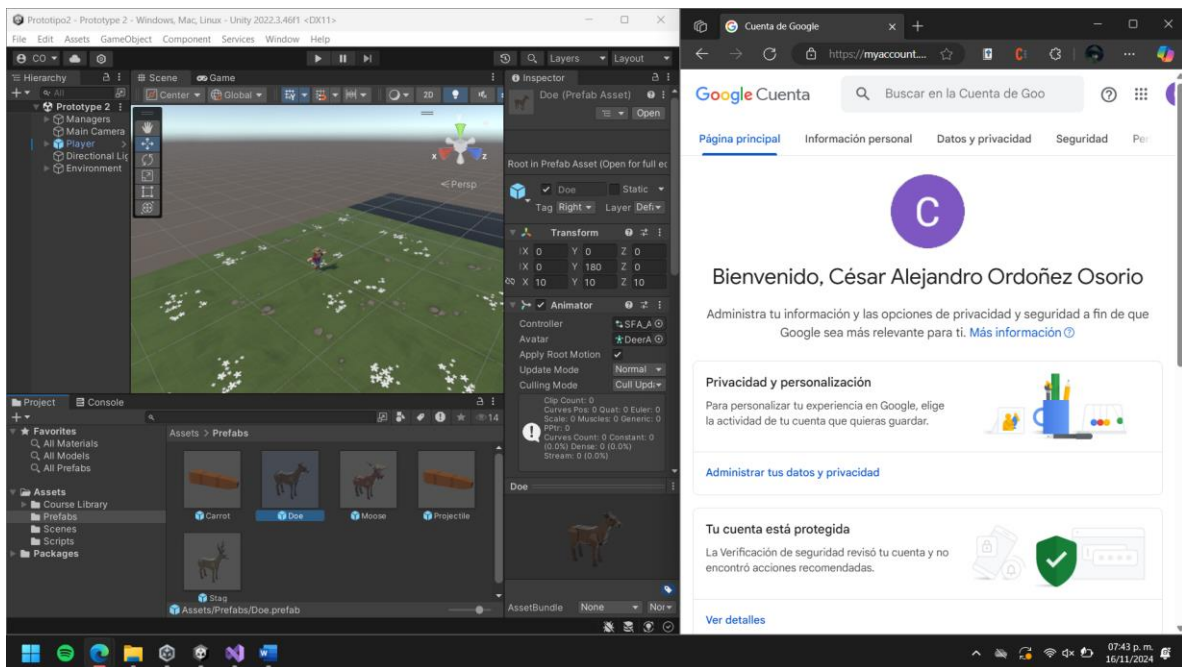 Prototipo2 - Prototype 2 - Windows, Mac, Linux - Unity 2022.3.46f1 <DX11>
File Edit Assets GameObject Component Services Window Help
CO
Layers Layout
Hierarchy
All
Prototype 2
Managers
Main Camera
Player
Directional Lig
Environment
Scene Game
Center Global 2D
x y z
Persp
Inspector
Doe (Prefab Asset)
Open
Root in Prefab Asset (Open for full ec
Doe Static
Tag Right Layer Defa
Transform
X 0 Y 0 Z 0
X 0 Y 180 Z 0
X 10 Y 10 Z 10
Animator
Controller SFA_A
Avatar DeerA
Apply Root Motion
Update Mode Normal
Culling Mode Cull Upd
Clip Count: 0
Curves Pos: 0 Quat: 0 Euler: 0
Scale: 0 Muscles: 0 Generic: 0
PPtr: 0
Curves Count: 0 Constant: 0
(0.0%) Dense: 0 (0.0%)
Stream: 0 (0.0%)
Doe
AssetBundle None Nor
Project Console
14
Favorites
All Materials
All Models
All Prefabs
Assets
Course Library
Prefabs
Scenes
Scripts
Packages
Assets > Prefabs
Carrot Doe Moose Projectile
Stag
Assets/Prefabs/Doe.prefab
Cuenta de Google
https://myaccount....
Google Cuenta
Buscar en la Cuenta de Goo
Página principal Información personal Datos y privacidad Seguridad Per
C
Bienvenido, César Alejandro Ordoñez Osorio
Administra tu información y las opciones de privacidad y seguridad a fin de que
Google sea más relevante para ti. Más información
Privacidad y personalización
Para personalizar tu experiencia en Google, elige
la actividad de tu cuenta que quieras guardar.
Administrar tus datos y privacidad
Tu cuenta está protegida
La Verificación de seguridad revisó tu cuenta y no
encontró acciones recomendadas.
Ver detalles
07:43 p. m.
16/11/2024